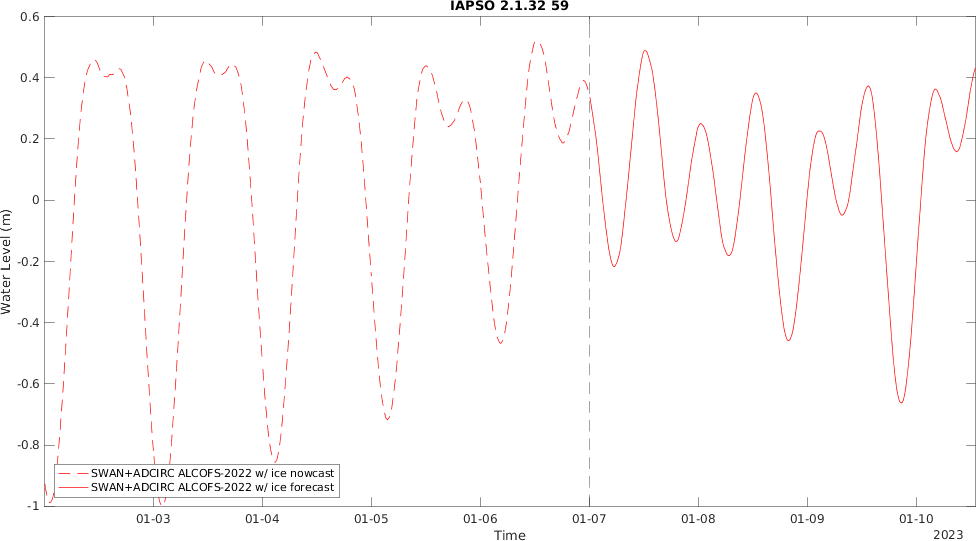 IAPSO 2.1.32 59
Water Level (m)
0.6
0.4
0.2
0
-0.2
-0.4
-0.6
-0.8
-1
SWAN+ADCIRC ALCOFS-2022 w/ ice nowcast
SWAN+ADCIRC ALCOFS-2022 w/ ice forecast
01-03 01-04 01-05 01-06 01-07 01-08 01-09 01-10
Time
2023